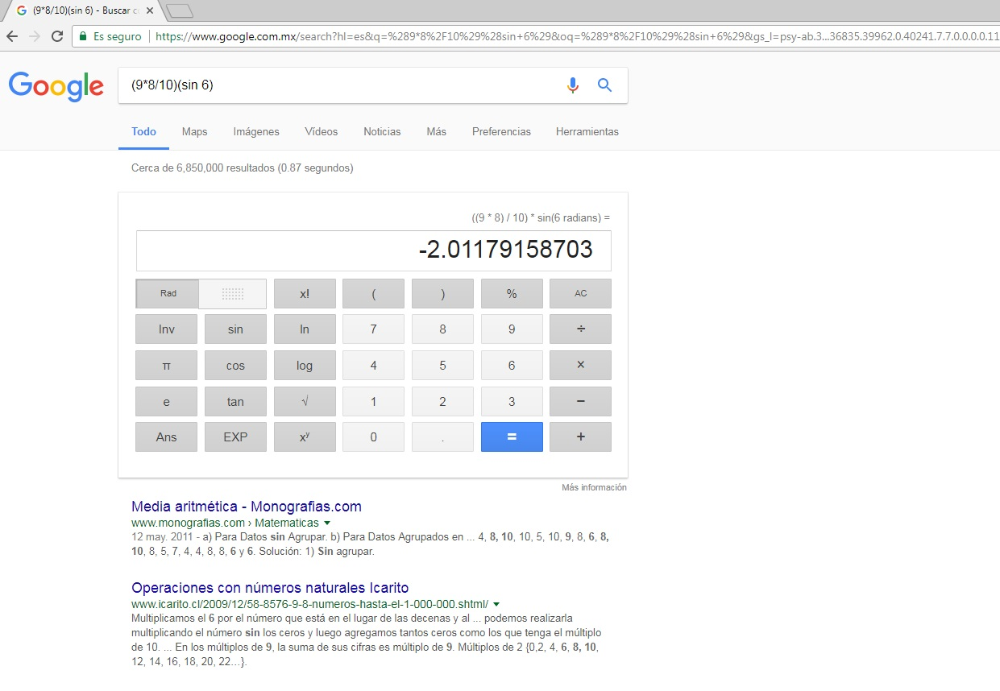 (9*8/10)(sin 6) - Buscar c
Es seguro https://www.google.com.mx/search?hl=es&q=%289*8%2F10%29%28sin+6%29&oq=%289*8%2F10%29%28sin+6%29&gs_l=psy-ab.3...36835.39962.0.40241.7.7.0.0.0.0.11
Google
(9*8/10)(sin 6)
Todo Maps Imágenes Vídeos Noticias Más Preferencias Herramientas
Cerca de 6,850,000 resultados (0.87 segundos)
((9 * 8) / 10) * sin(6 radians) =
-2.01179158703
Rad x! ( ) % AC
Inv sin ln 7 8 9 ÷
π cos log 4 5 6 ×
e tan √ 1 2 3 −
Ans EXP xʸ 0 . = +
Más información
Media aritmética - Monografias.com
www.monografias.com › Matematicas
12 may. 2011 - a) Para Datos sin Agrupar. b) Para Datos Agrupados en ... 4, 8, 10, 10, 5, 10, 9, 8, 6, 8,
10, 8, 5, 7, 4, 4, 8, 8, 6 y 6. Solución: 1) Sin agrupar.
Operaciones con números naturales Icarito
www.icarito.cl/2009/12/58-8576-9-8-numeros-hasta-el-1-000-000.shtml/
Multiplicamos el 6 por el número que está en el lugar de las decenas y al ... podemos realizarla
multiplicando el número sin los ceros y luego agregamos tantos ceros como los que tenga el múltiplo
de 10. ... En los múltiplos de 9, la suma de sus cifras es múltiplo de 9. Múltiplos de 2 {0,2, 4, 6, 8, 10,
12, 14, 16, 18, 20, 22…}.